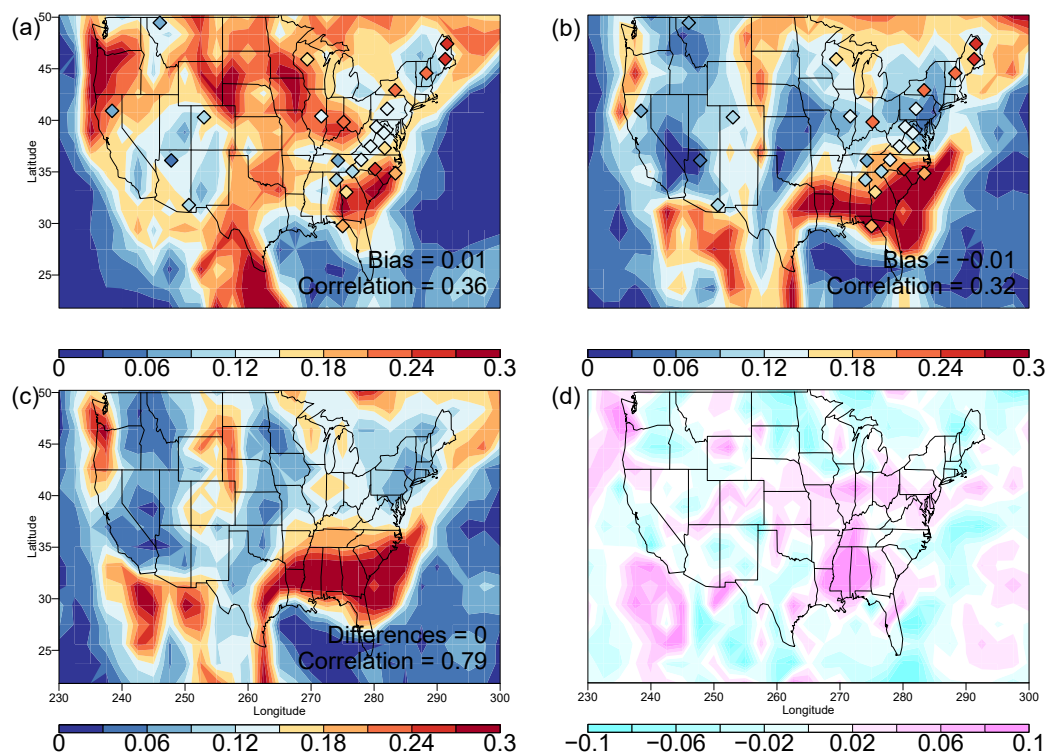 (a)
(b)
50
45
40
35
30
25
Latitude
Bias = 0.01
Correlation = 0.36
Bias = −0.01
Correlation = 0.32
0 0.06 0.12 0.18 0.24 0.3
0 0.06 0.12 0.18 0.24 0.3
(c)
(d)
50
45
40
35
30
25
Latitude
Differences = 0
Correlation = 0.79
230 240 250 260 270 280 290 300
Longitude
230 240 250 260 270 280 290 300
Longitude
0 0.06 0.12 0.18 0.24 0.3
−0.1 −0.06 −0.02 0.02 0.06 0.1